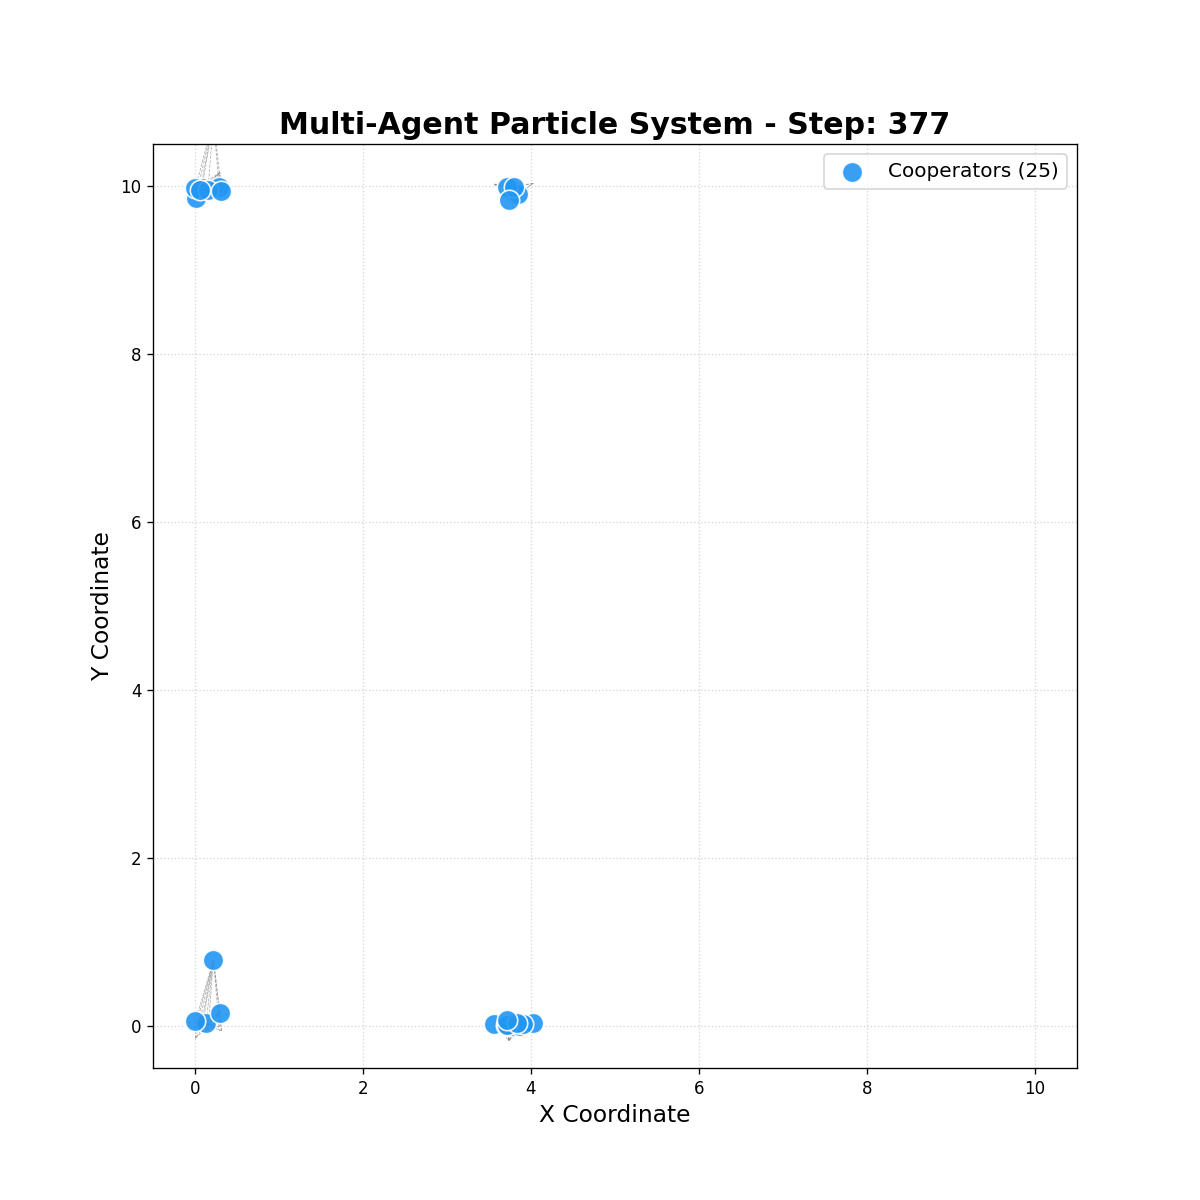 Multi-Agent Particle System - Step: 377
Cooperators (25)
10
8
6
4
2
0
Y Coordinate
0 2 4 6 8 10
X Coordinate